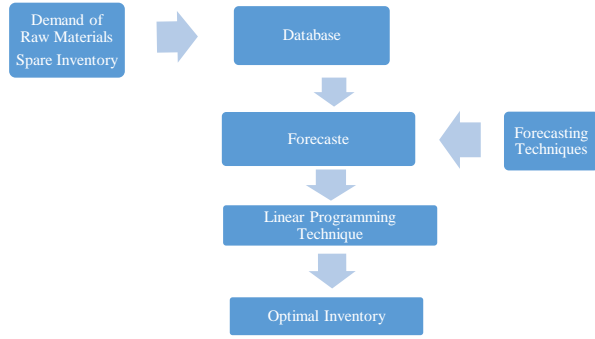 Demand of
Raw Materials
Spare Inventory
Database
Forecaste
Forecasting
Techniques
Linear Programming
Technique
Optimal Inventory